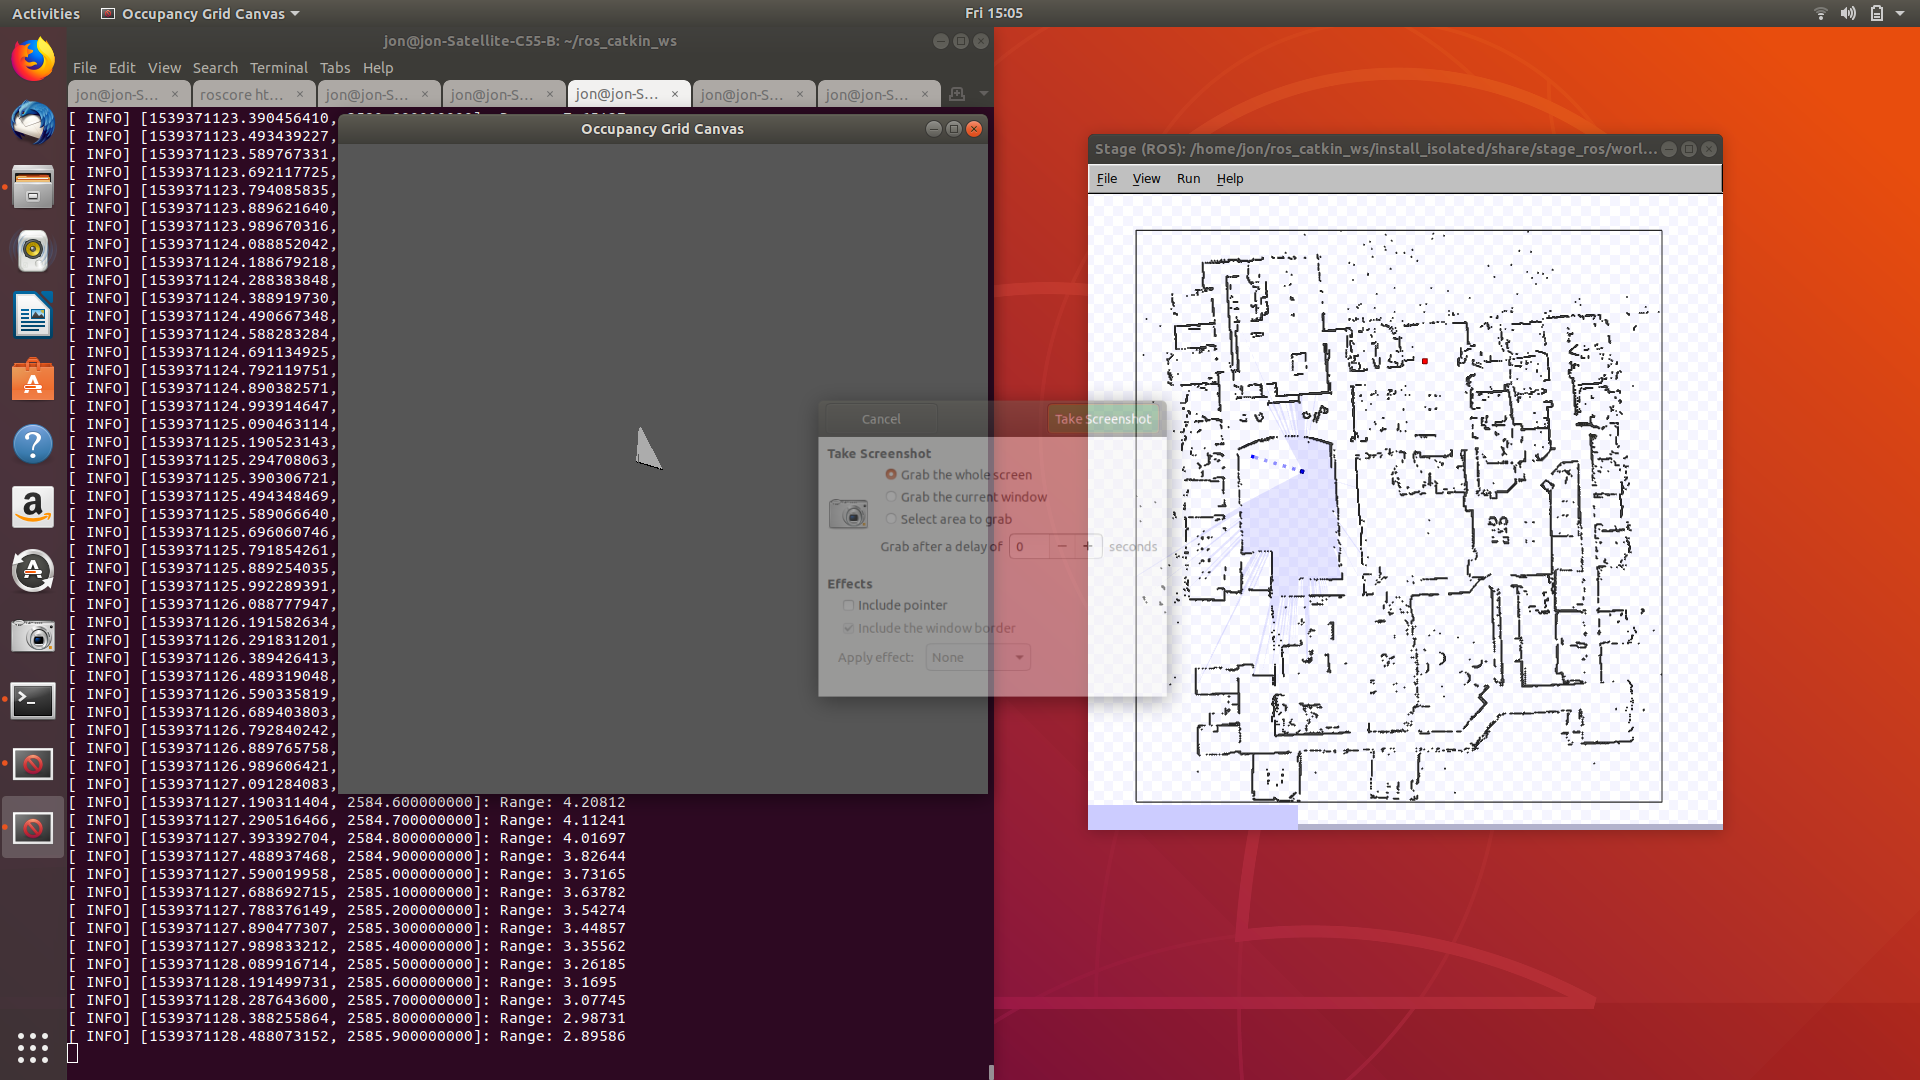 Activities Occupancy Grid Canvas Fri 15:05
jon@jon-Satellite-C55-B: ~/ros_catkin_ws
File Edit View Search Terminal Tabs Help
jon@jon-S... × roscore ht... × jon@jon-S... × jon@jon-S... × jon@jon-S... × jon@jon-S... × jon@jon-S... ×
[ INFO] [1539371123.390456410,
[ INFO] [1539371123.493439227,
[ INFO] [1539371123.589767331,
[ INFO] [1539371123.692117725,
[ INFO] [1539371123.794085835,
[ INFO] [1539371123.889621640,
[ INFO] [1539371123.989670316,
[ INFO] [1539371124.088852042,
[ INFO] [1539371124.188679218,
[ INFO] [1539371124.288383848,
[ INFO] [1539371124.388919730,
[ INFO] [1539371124.490667348,
[ INFO] [1539371124.588283284,
[ INFO] [1539371124.691134925,
[ INFO] [1539371124.792119751,
[ INFO] [1539371124.890382571,
[ INFO] [1539371124.993914647,
[ INFO] [1539371125.090463114,
[ INFO] [1539371125.190523143,
[ INFO] [1539371125.294708063,
[ INFO] [1539371125.390306721,
[ INFO] [1539371125.494348469,
[ INFO] [1539371125.589066640,
[ INFO] [1539371125.696060746,
[ INFO] [1539371125.791854261,
[ INFO] [1539371125.889254035,
[ INFO] [1539371125.992289391,
[ INFO] [1539371126.088777947,
[ INFO] [1539371126.191582634,
[ INFO] [1539371126.291831201,
[ INFO] [1539371126.389426413,
[ INFO] [1539371126.489319048,
[ INFO] [1539371126.590335819,
[ INFO] [1539371126.689403803,
[ INFO] [1539371126.792840242,
[ INFO] [1539371126.889765758,
[ INFO] [1539371126.989606421,
[ INFO] [1539371127.091284083,
[ INFO] [1539371127.190311404, 2584.600000000]: Range: 4.20812
[ INFO] [1539371127.290516466, 2584.700000000]: Range: 4.11241
[ INFO] [1539371127.393392704, 2584.800000000]: Range: 4.01697
[ INFO] [1539371127.488937468, 2584.900000000]: Range: 3.82644
[ INFO] [1539371127.590019958, 2585.000000000]: Range: 3.73165
[ INFO] [1539371127.688692715, 2585.100000000]: Range: 3.63782
[ INFO] [1539371127.788376149, 2585.200000000]: Range: 3.54274
[ INFO] [1539371127.890477307, 2585.300000000]: Range: 3.44857
[ INFO] [1539371127.989833212, 2585.400000000]: Range: 3.35562
[ INFO] [1539371128.089916714, 2585.500000000]: Range: 3.26185
[ INFO] [1539371128.191499731, 2585.600000000]: Range: 3.1695
[ INFO] [1539371128.287643600, 2585.700000000]: Range: 3.07745
[ INFO] [1539371128.388255864, 2585.800000000]: Range: 2.98731
[ INFO] [1539371128.488073152, 2585.900000000]: Range: 2.89586
Occupancy Grid Canvas
Cancel Take Screenshot
Take Screenshot
Grab the whole screen
Grab the current window
Select area to grab
Grab after a delay of 0 − + seconds
Effects
Include pointer
Include the window border
Apply effect: None
Stage (ROS): /home/jon/ros_catkin_ws/install_isolated/share/stage_ros/worl...
File View Run Help